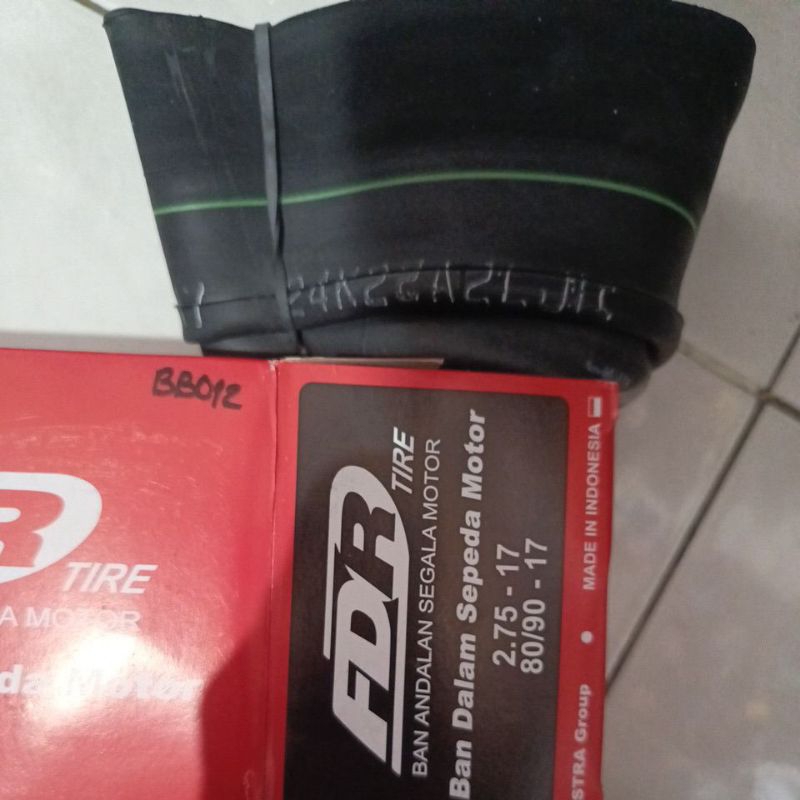 BB012
R
TIRE
A MOTOR
da Motor
FDR
TIRE
BAN ANDALAN SEGALA MOTOR
Ban Dalam Sepeda Motor
2.75 - 17
80/90 - 17
STRA Group
MADE IN INDONESIA